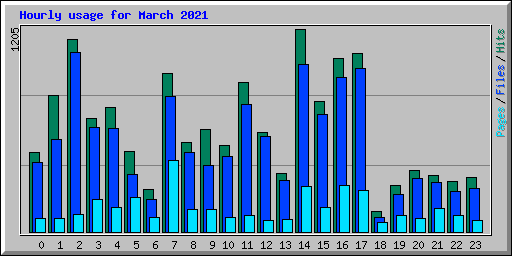 Hourly usage for March 2021
1205
Pages/Files/Hits
0 1 2 3 4 5 6 7 8 9 10 11 12 13 14 15 16 17 18 19 20 21 22 23